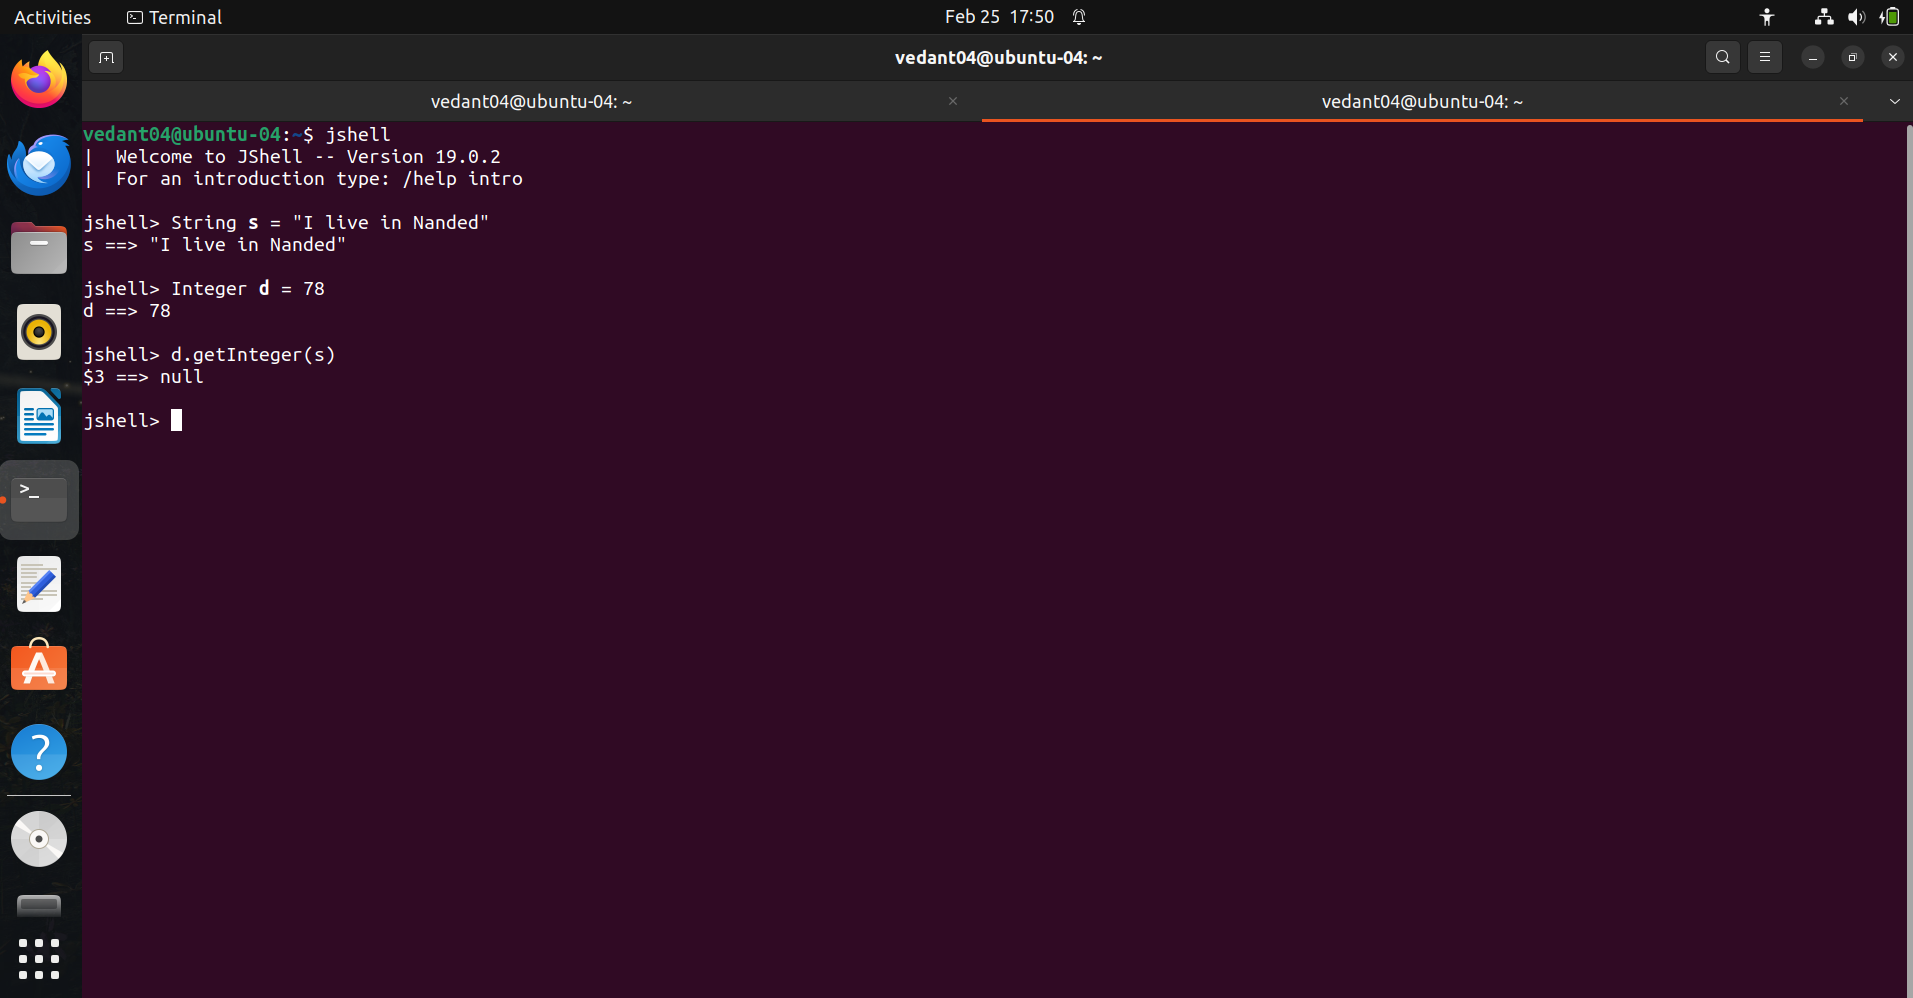 Activities Terminal Feb 25 17:50
vedant04@ubuntu-04: ~
vedant04@ubuntu-04: ~ vedant04@ubuntu-04: ~
vedant04@ubuntu-04:~$ jshell
| Welcome to JShell -- Version 19.0.2
| For an introduction type: /help intro
jshell> String s = "I live in Nanded"
s ==> "I live in Nanded"
jshell> Integer d = 78
d ==> 78
jshell> d.getInteger(s)
$3 ==> null
jshell>